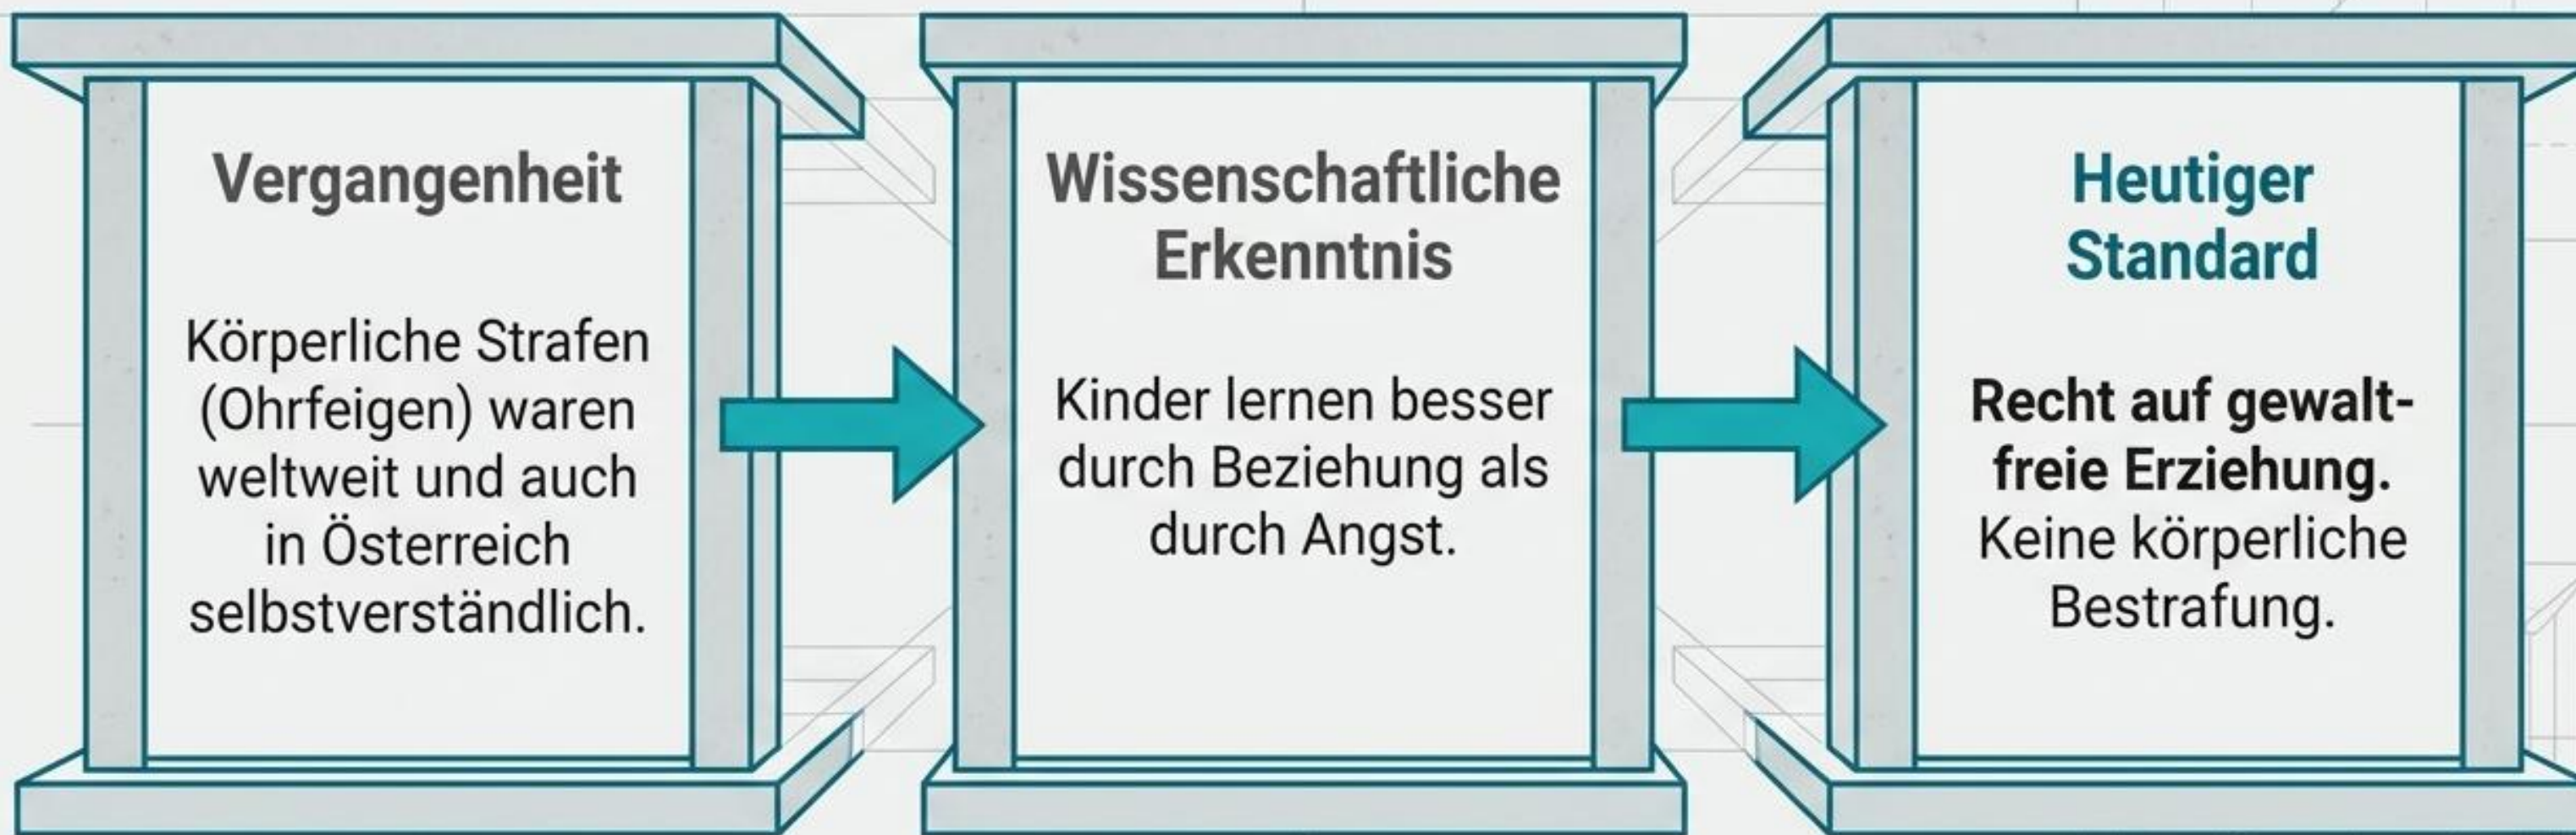 Vergangenheit
Körperliche Strafen
(Ohrfeigen) waren
weltweit und auch
in Österreich
selbstverständlich.
Wissenschaftliche
Erkenntnis
Kinder lernen besser
durch Beziehung als
durch Angst.
Heutiger
Standard
Recht auf gewalt-
freie Erziehung.
Keine körperliche
Bestrafung.